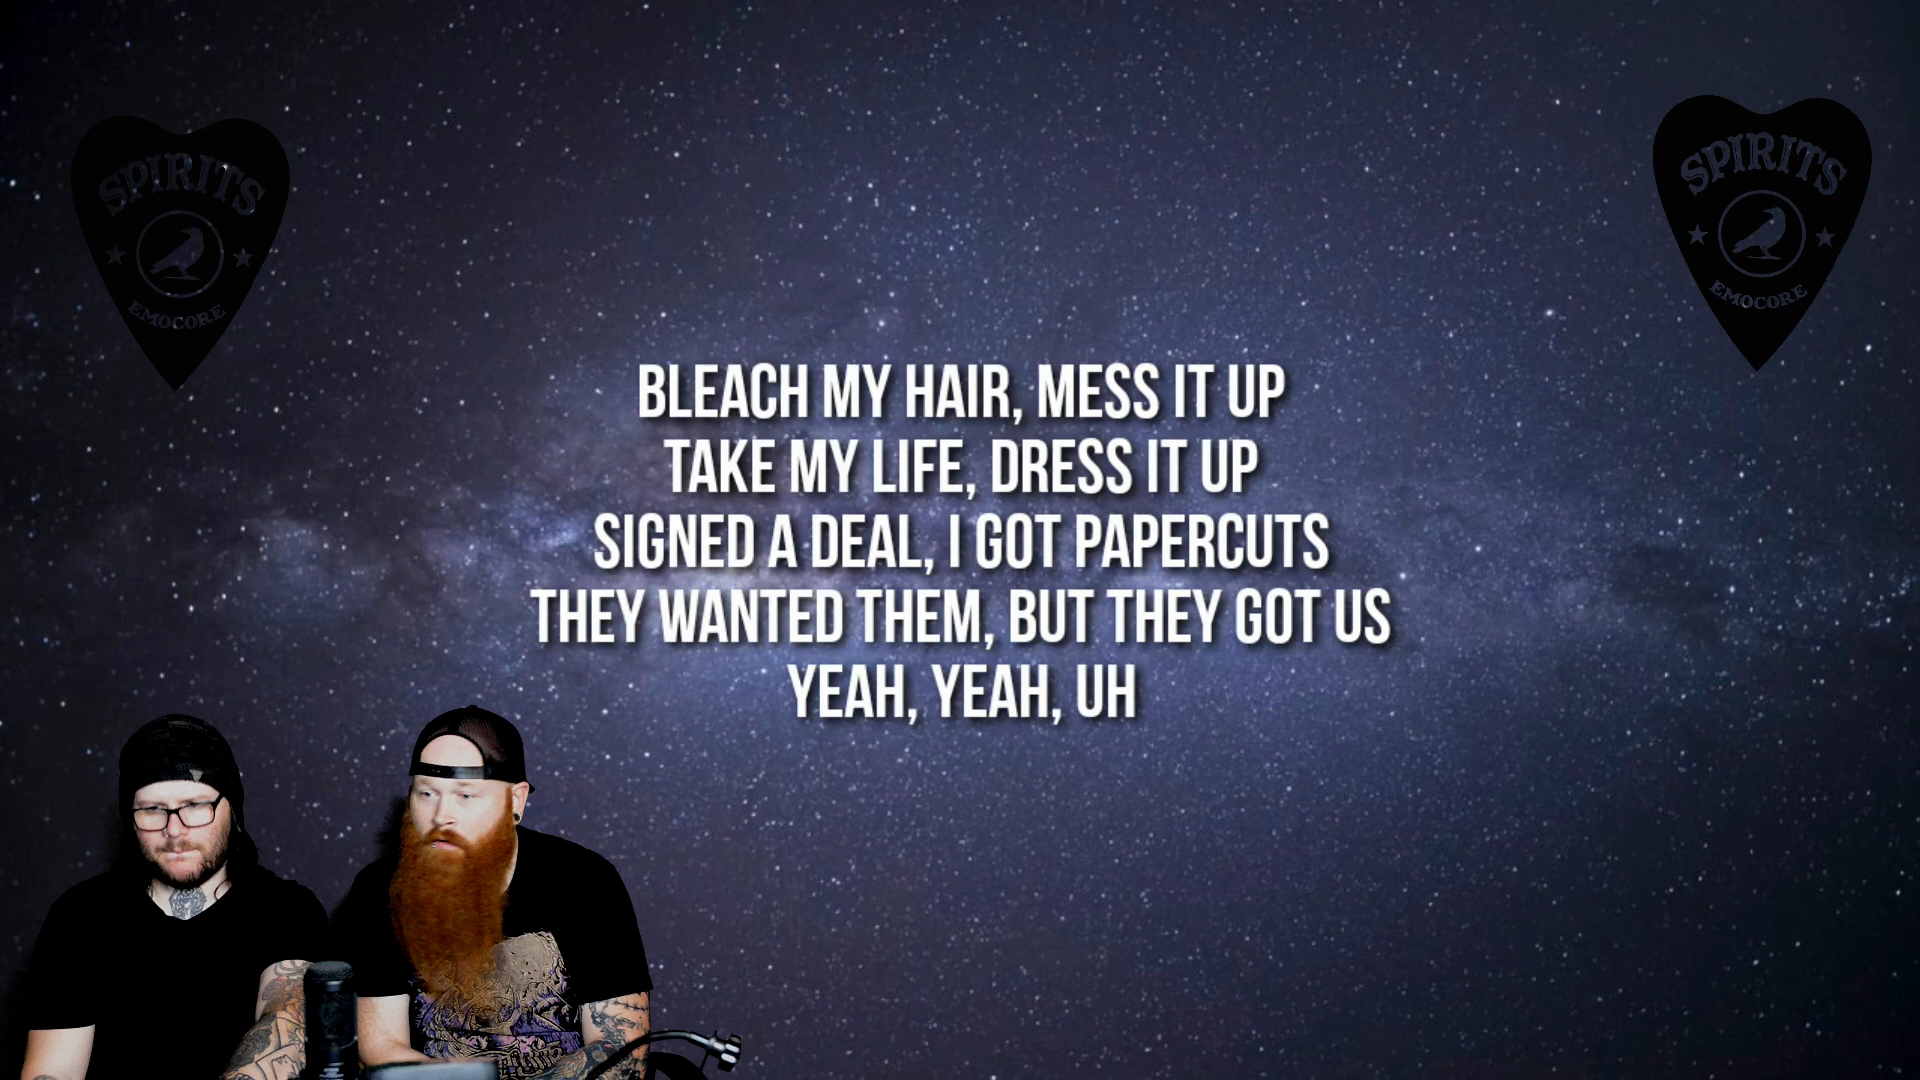 SPIRITS
EMOCORE
SPIRITS
EMOCORE
BLEACH MY HAIR, MESS IT UP
TAKE MY LIFE, DRESS IT UP
SIGNED A DEAL, I GOT PAPERCUTS
THEY WANTED THEM, BUT THEY GOT US
YEAH, YEAH, UH